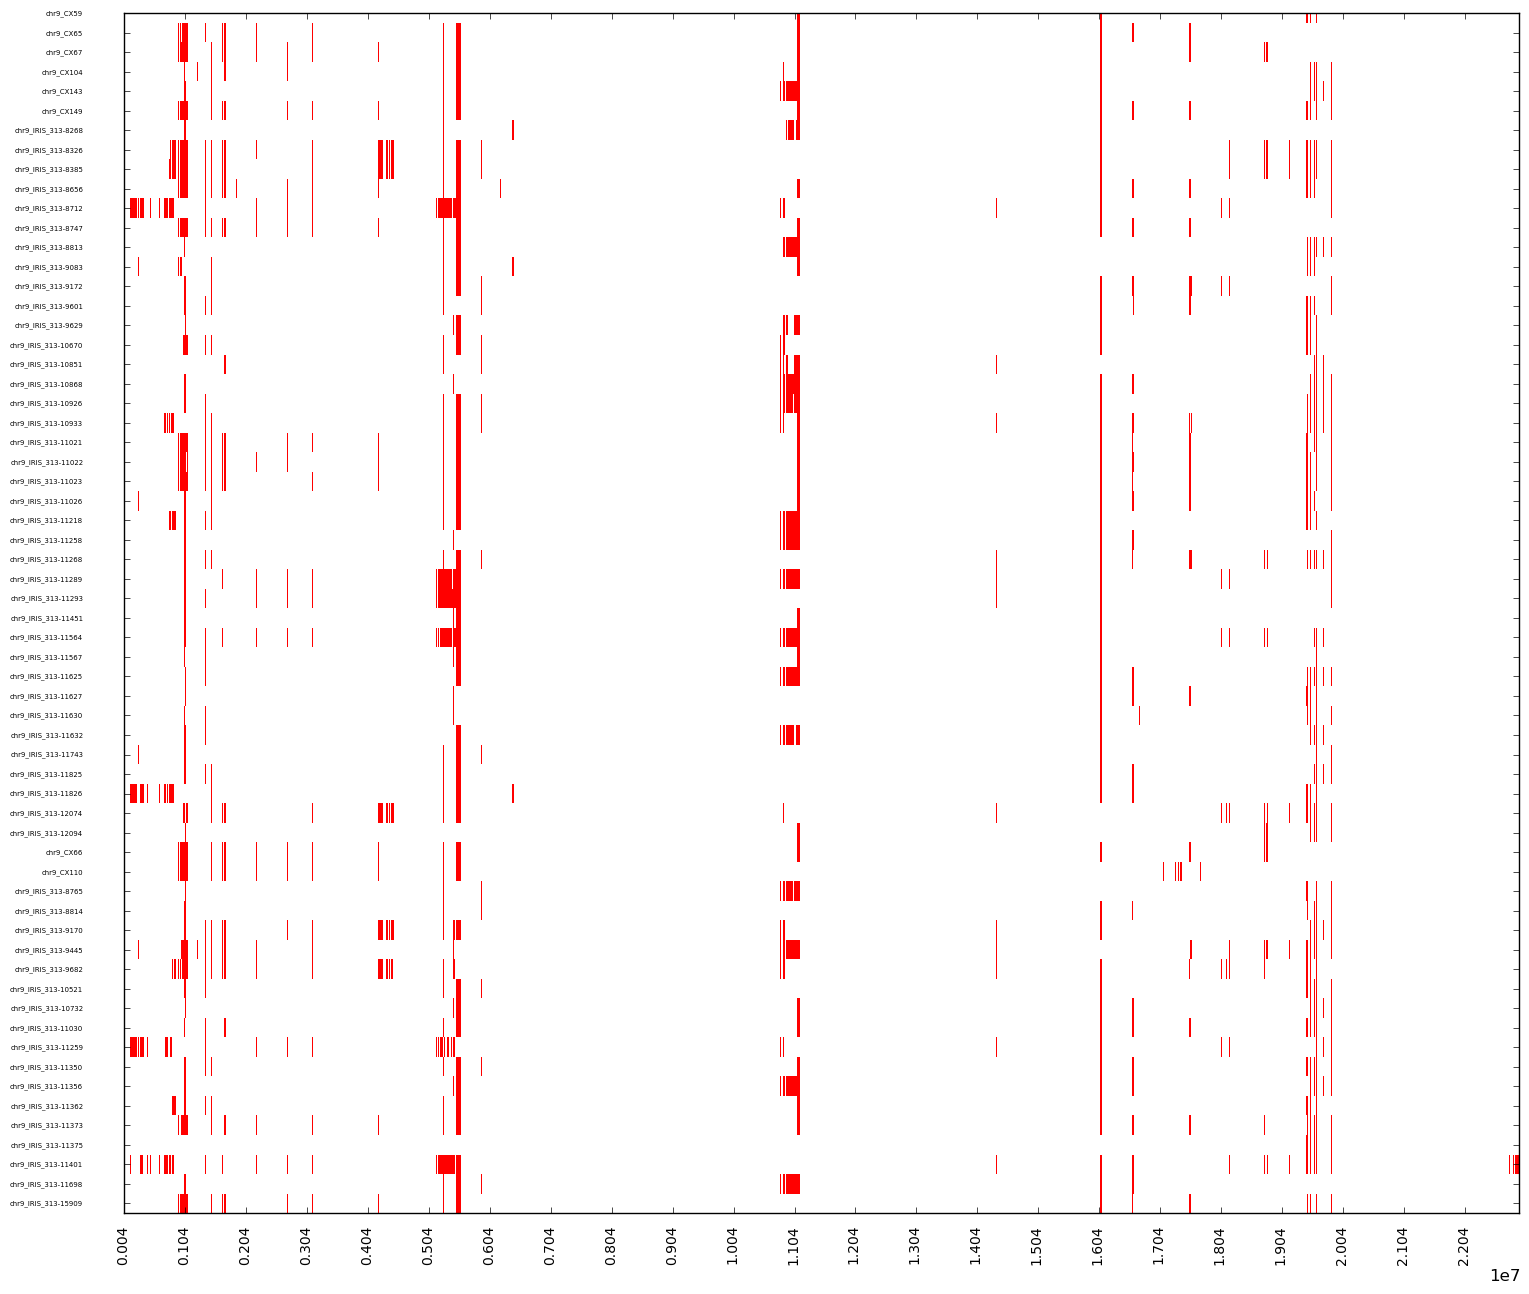 chr9_CX59
chr9_CX65
chr9_CX67
chr9_CX104
chr9_CX143
chr9_CX149
chr9_IRIS_313-8268
chr9_IRIS_313-8326
chr9_IRIS_313-8385
chr9_IRIS_313-8656
chr9_IRIS_313-8712
chr9_IRIS_313-8747
chr9_IRIS_313-8813
chr9_IRIS_313-9083
chr9_IRIS_313-9172
chr9_IRIS_313-9601
chr9_IRIS_313-9629
chr9_IRIS_313-10670
chr9_IRIS_313-10851
chr9_IRIS_313-10868
chr9_IRIS_313-10926
chr9_IRIS_313-10933
chr9_IRIS_313-11021
chr9_IRIS_313-11022
chr9_IRIS_313-11023
chr9_IRIS_313-11026
chr9_IRIS_313-11218
chr9_IRIS_313-11258
chr9_IRIS_313-11268
chr9_IRIS_313-11289
chr9_IRIS_313-11293
chr9_IRIS_313-11451
chr9_IRIS_313-11564
chr9_IRIS_313-11567
chr9_IRIS_313-11625
chr9_IRIS_313-11627
chr9_IRIS_313-11630
chr9_IRIS_313-11632
chr9_IRIS_313-11743
chr9_IRIS_313-11825
chr9_IRIS_313-11826
chr9_IRIS_313-12074
chr9_IRIS_313-12094
chr9_CX66
chr9_CX110
chr9_IRIS_313-8765
chr9_IRIS_313-8814
chr9_IRIS_313-9170
chr9_IRIS_313-9445
chr9_IRIS_313-9682
chr9_IRIS_313-10521
chr9_IRIS_313-10732
chr9_IRIS_313-11030
chr9_IRIS_313-11259
chr9_IRIS_313-11350
chr9_IRIS_313-11356
chr9_IRIS_313-11362
chr9_IRIS_313-11373
chr9_IRIS_313-11375
chr9_IRIS_313-11401
chr9_IRIS_313-11698
chr9_IRIS_313-15909
0.004
0.104
0.204
0.304
0.404
0.504
0.604
0.704
0.804
0.904
1.004
1.104
1.204
1.304
1.404
1.504
1.604
1.704
1.804
1.904
2.004
2.104
2.204
1e7